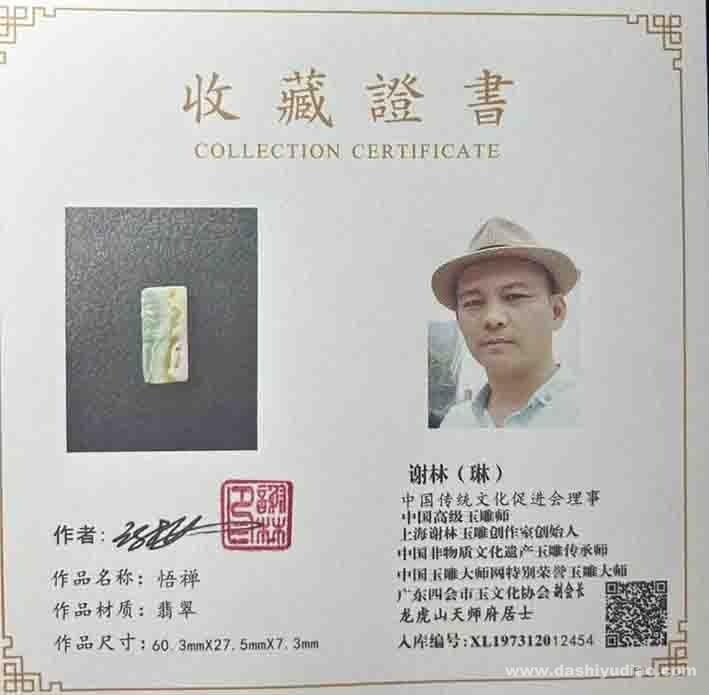 收藏證書
COLLECTION CERTIFICATE
谢林（琳）
中国传统文化促进会理事
中国高级玉雕师
上海谢林玉雕创作室创始人
中国非物质文化遗产玉雕传承师
中国玉雕大师网特别荣誉玉雕大师
广东四会市玉文化协会副会长
龙虎山天师府居士
入库编号:XL197312012454
作者:
作品名称: 悟禅
作品材质: 翡翠
作品尺寸: 60.3mmX27.5mmX7.3mm
www.dashiyudiao.com